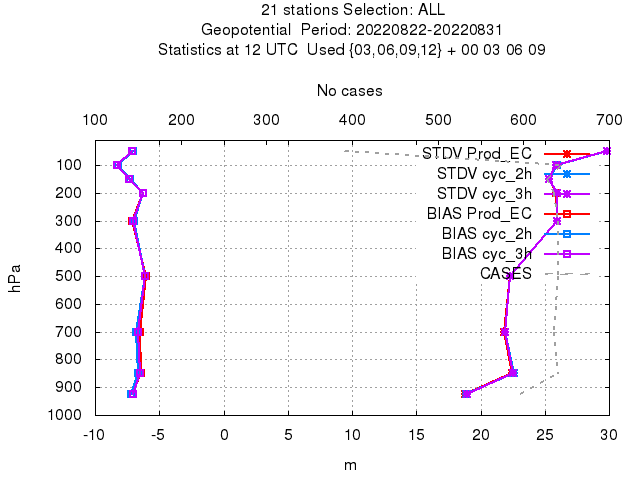 21 stations Selection: ALL
Geopotential  Period: 20220822-20220831
Statistics at 12 UTC  Used {03,06,09,12} + 00 03 06 09
No cases
100 200 300 400 500 600 700
STDV Prod_EC
STDV cyc_2h
STDV cyc_3h
BIAS Prod_EC
BIAS cyc_2h
BIAS cyc_3h
CASES
hPa
100
200
300
400
500
600
700
800
900
1000
-10 -5 0 5 10 15 20 25 30
m